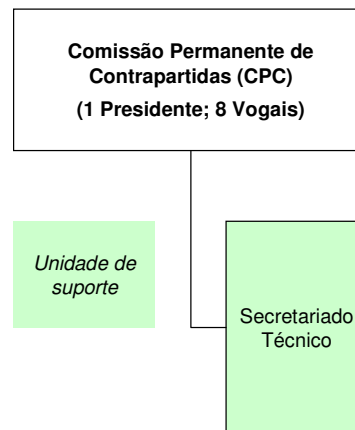 Comissão Permanente de
Contrapartidas (CPC)
(1 Presidente; 8 Vogais)
Unidade de
suporte
Secretariado
Técnico